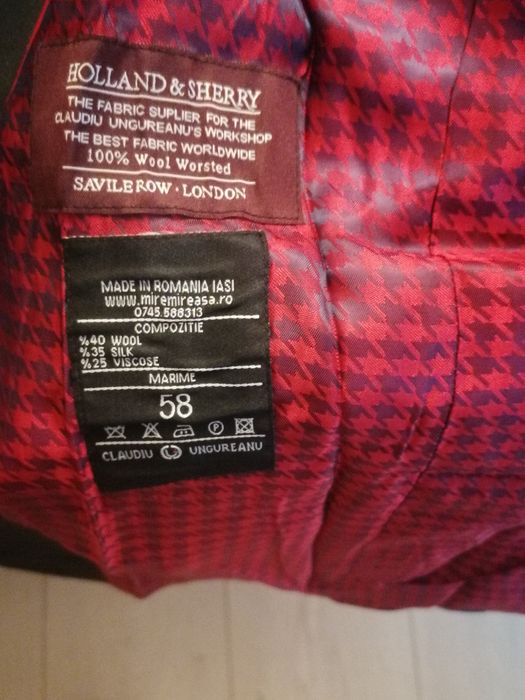 HOLLAND & SHERRY
THE FABRIC SUPLIER FOR THE
CLAUDIU UNGUREANU'S WORKSHOP
THE BEST FABRIC WORLDWIDE
100% Wool Worsted
SAVILE ROW · LONDON
MADE IN ROMANIA IASI
www.miremireasa.ro
0745.588313
COMPOZITIE
%40 WOOL
%35 SILK
%25 VISCOSE
MARIME
58
P
CLAUDIU UNGUREANU